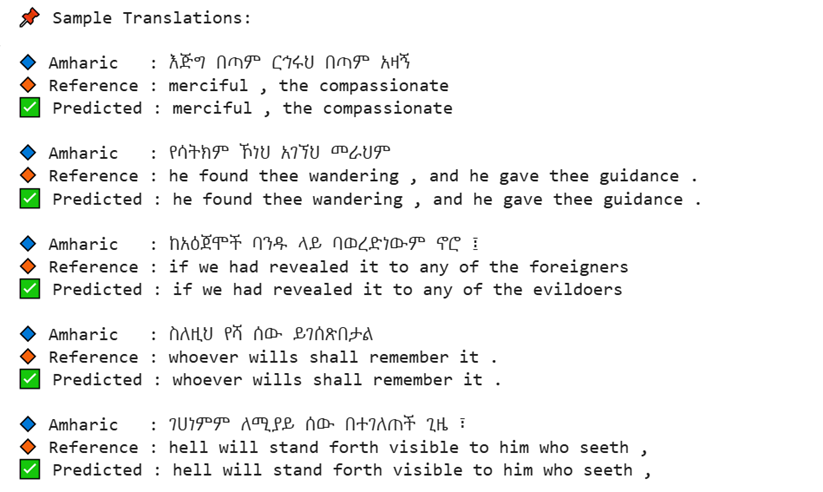 📌 Sample Translations:
🔷 Amharic : እጅግ በጣም ርኅሩህ በጣም አዛኝ
🔶 Reference : merciful , the compassionate
✅ Predicted : merciful , the compassionate
🔷 Amharic : የሳትክም ኾነህ አገኘህ መራህም
🔶 Reference : he found thee wandering , and he gave thee guidance .
✅ Predicted : he found thee wandering , and he gave thee guidance .
🔷 Amharic : ከአዕጀሞች ባንዱ ላይ ባወረድነውም ኖሮ ፤
🔶 Reference : if we had revealed it to any of the foreigners
✅ Predicted : if we had revealed it to any of the evildoers
🔷 Amharic : ስለዚህ የሻ ሰው ይገሰጽበታል
🔶 Reference : whoever wills shall remember it .
✅ Predicted : whoever wills shall remember it .
🔷 Amharic : ገሀነምም ለሚያይ ሰው በተገለጠች ጊዜ ፣
🔶 Reference : hell will stand forth visible to him who seeth ,
✅ Predicted : hell will stand forth visible to him who seeth ,